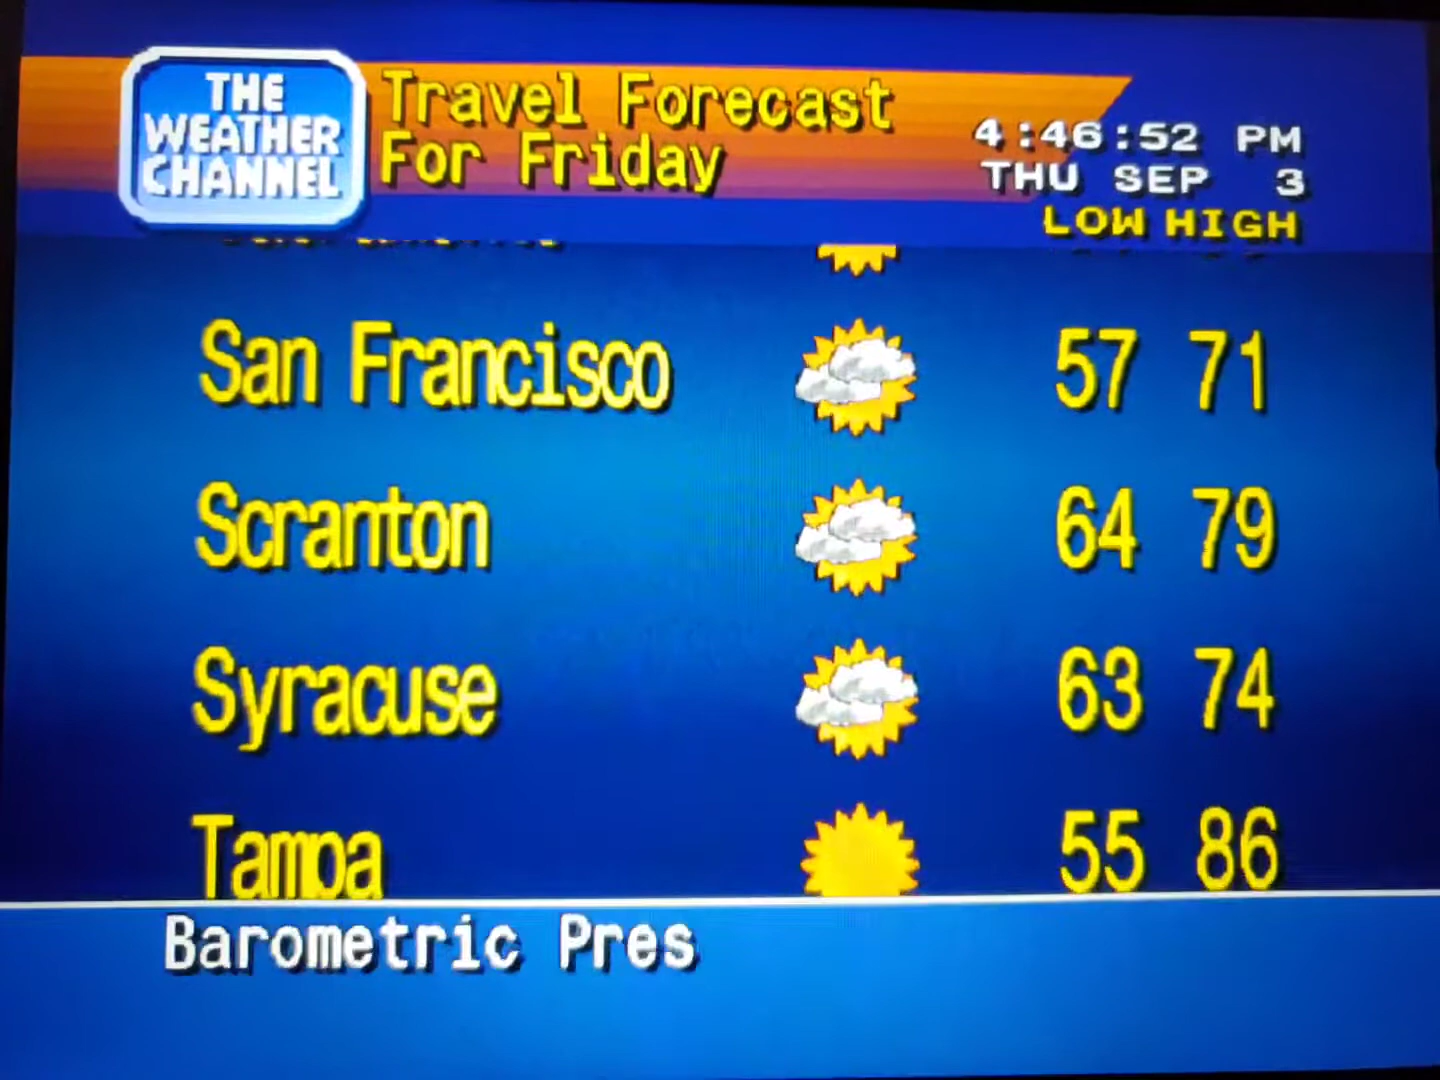 THE
WEATHER
CHANNEL
Travel Forecast
For Friday
4:46:52 PM
THU SEP 3
LOW HIGH
San Francisco 57 71
Scranton 64 79
Syracuse 63 74
Tampa 55 86
Barometric Pres